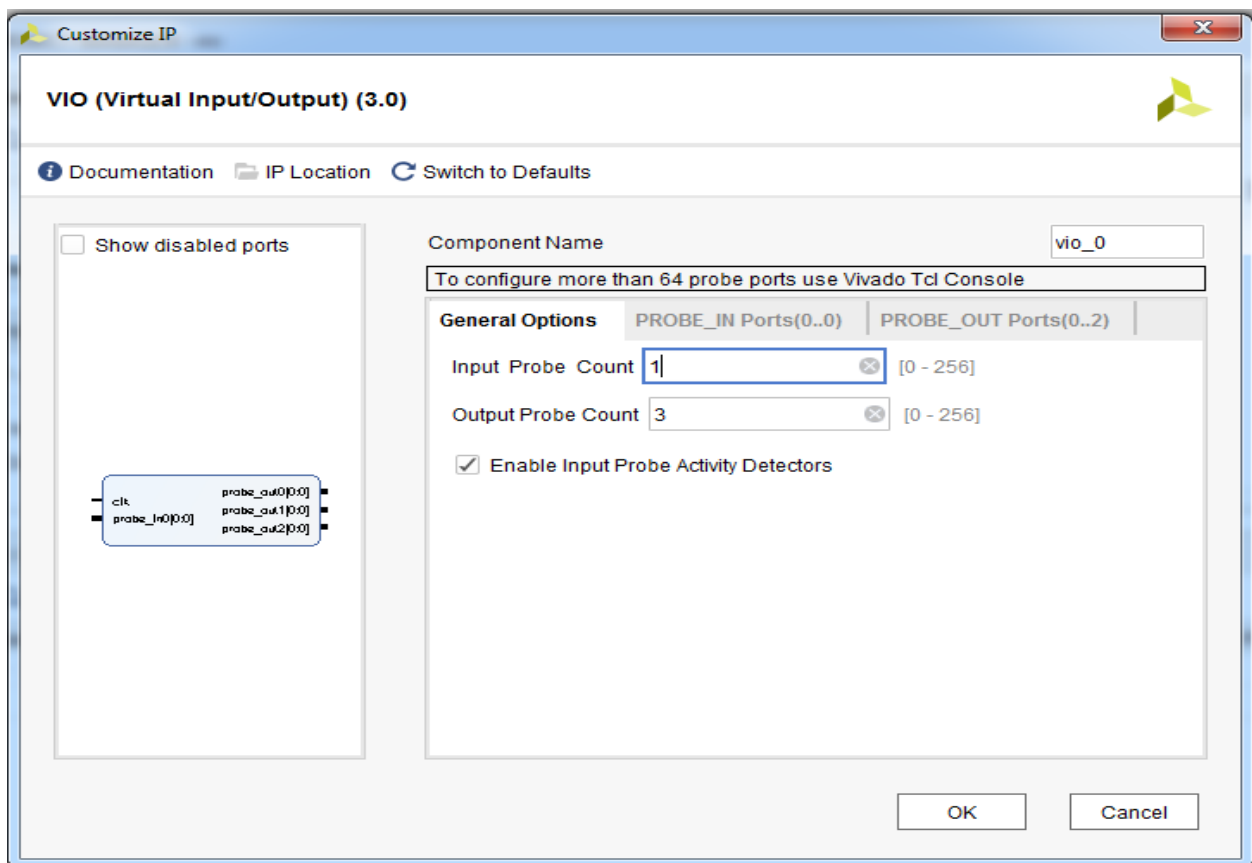 Customize IP
VIO (Virtual Input/Output) (3.0)
Documentation IP Location Switch to Defaults
Show disabled ports
clk
probe_in0[0:0]
probe_out0[0:0]
probe_out1[0:0]
probe_out2[0:0]
Component Name vio_0
To configure more than 64 probe ports use Vivado Tcl Console
General Options PROBE_IN Ports(0..0) PROBE_OUT Ports(0..2)
Input Probe Count 1 [0 - 256]
Output Probe Count 3 [0 - 256]
Enable Input Probe Activity Detectors
OK Cancel